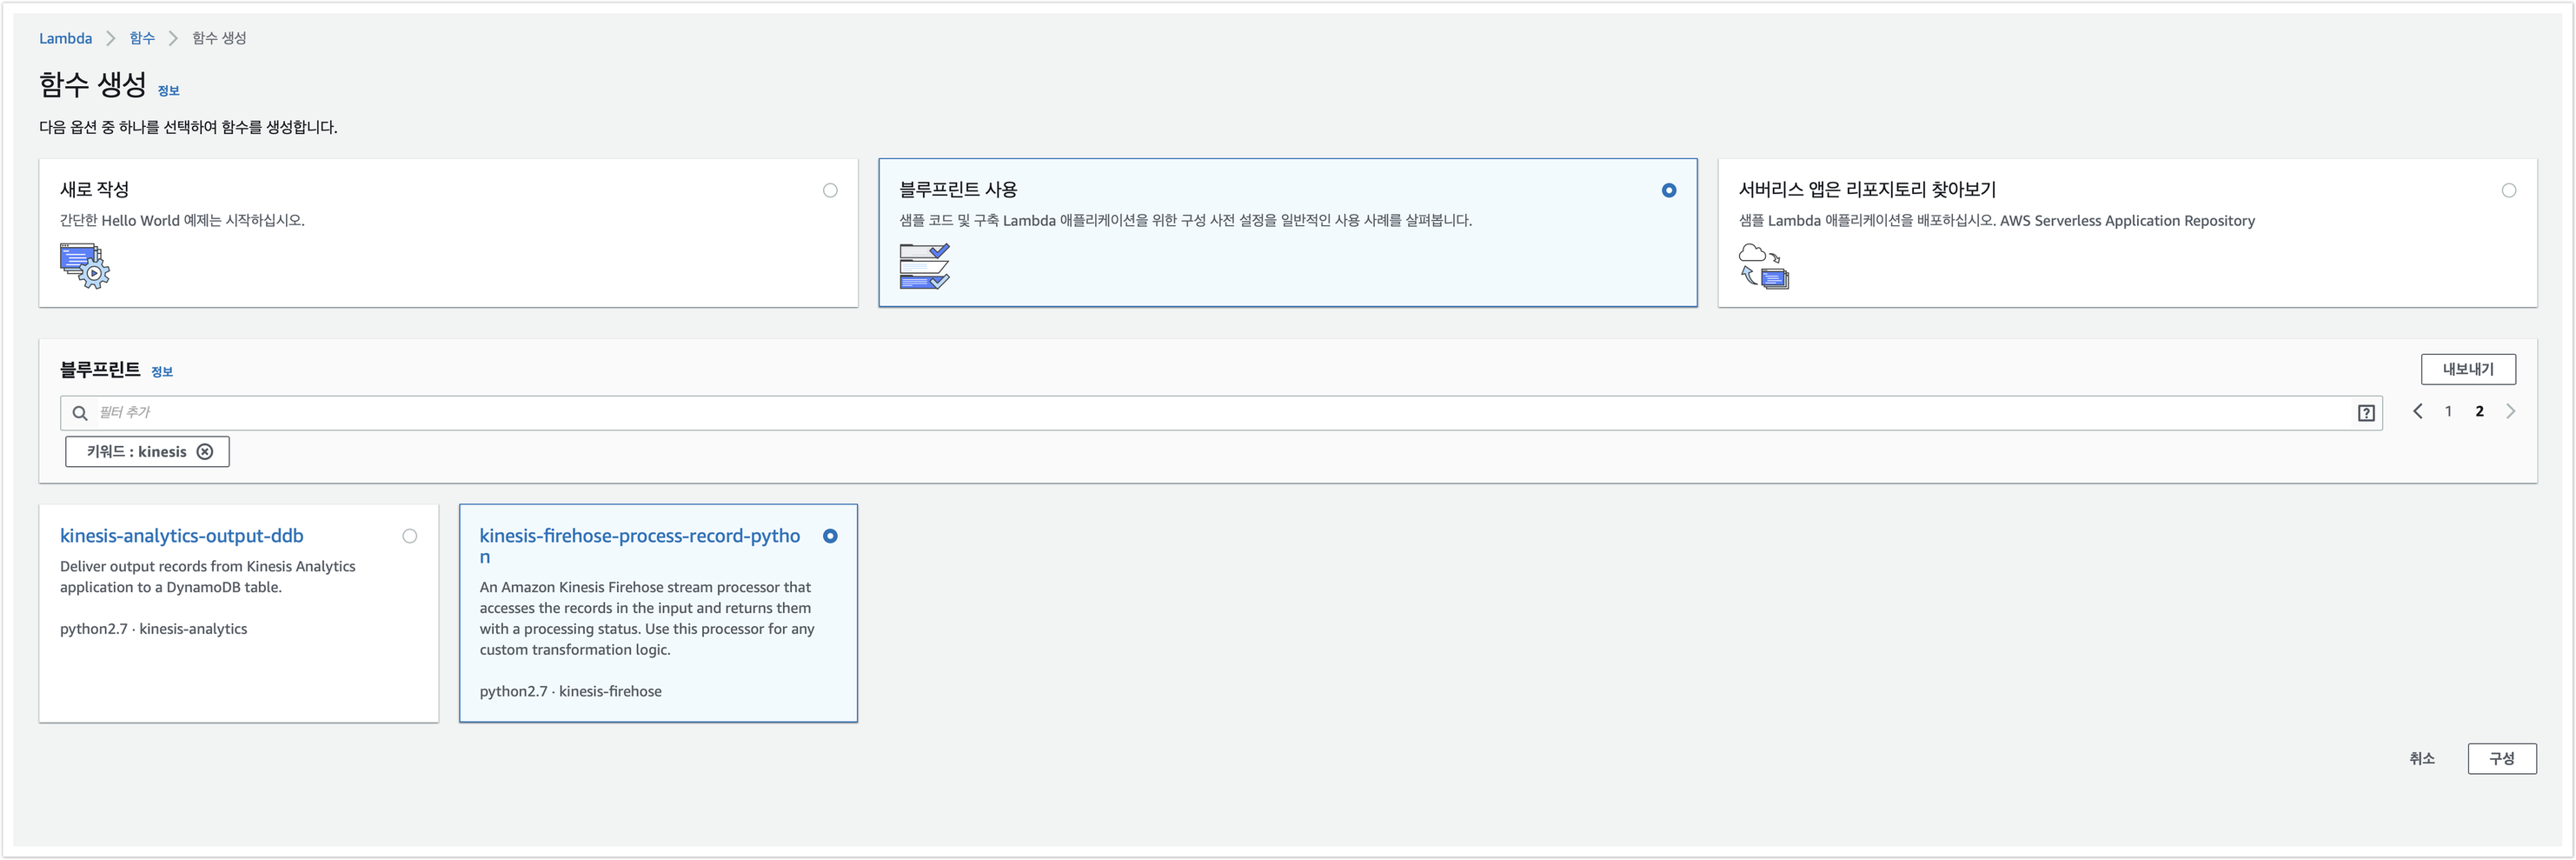 Lambda > 함수 > 함수 생성
함수 생성 정보
다음 옵션 중 하나를 선택하여 함수를 생성합니다.
새로 작성
간단한 Hello World 예제는 시작하십시오.
블루프린트 사용
샘플 코드 및 구축 Lambda 애플리케이션을 위한 구성 사전 설정을 일반적인 사용 사례를 살펴봅니다.
서버리스 앱은 리포지토리 찾아보기
샘플 Lambda 애플리케이션을 배포하십시오. AWS Serverless Application Repository
블루프린트 정보
내보내기
필터 추가
?
< 1 2 >
키워드 : kinesis
kinesis-analytics-output-ddb
Deliver output records from Kinesis Analytics
application to a DynamoDB table.
python2.7 · kinesis-analytics
kinesis-firehose-process-record-pytho
n
An Amazon Kinesis Firehose stream processor that
accesses the records in the input and returns them
with a processing status. Use this processor for any
custom transformation logic.
python2.7 · kinesis-firehose
취소
구성